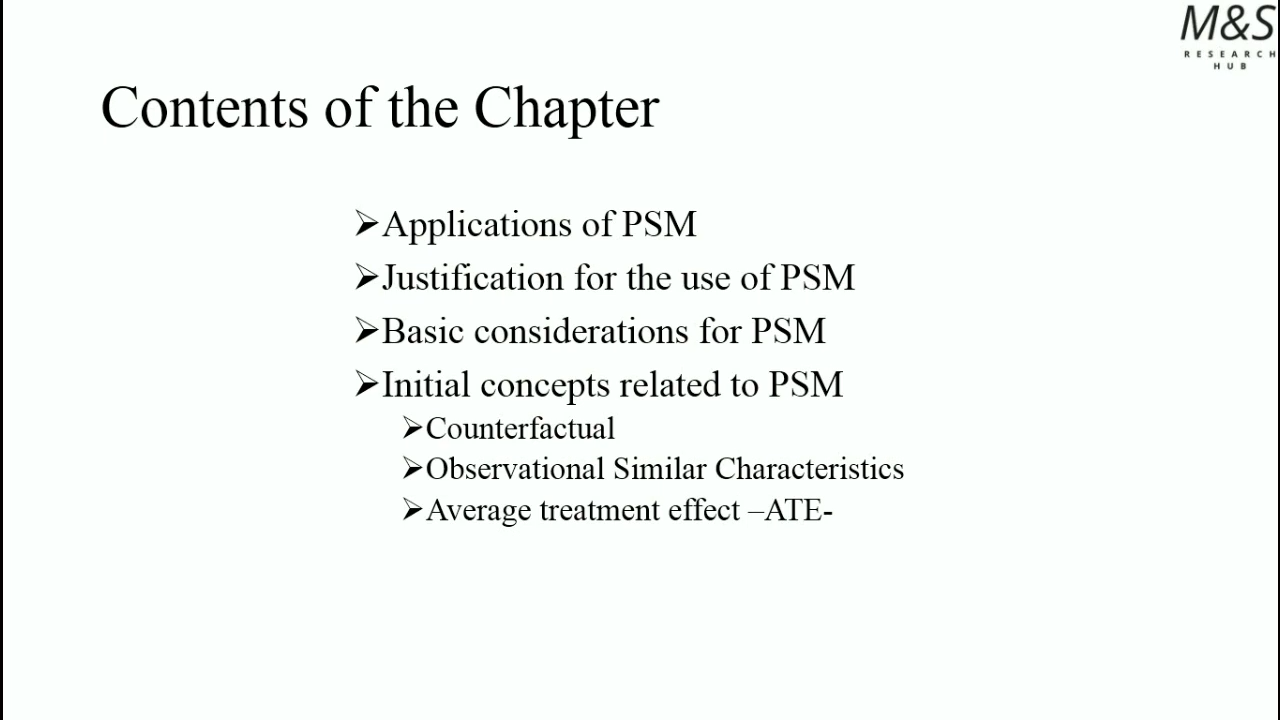 M&S
RESEARCH
HUB
Contents of the Chapter
➢Applications of PSM
➢Justification for the use of PSM
➢Basic considerations for PSM
➢Initial concepts related to PSM
➢Counterfactual
➢Observational Similar Characteristics
➢Average treatment effect –ATE-